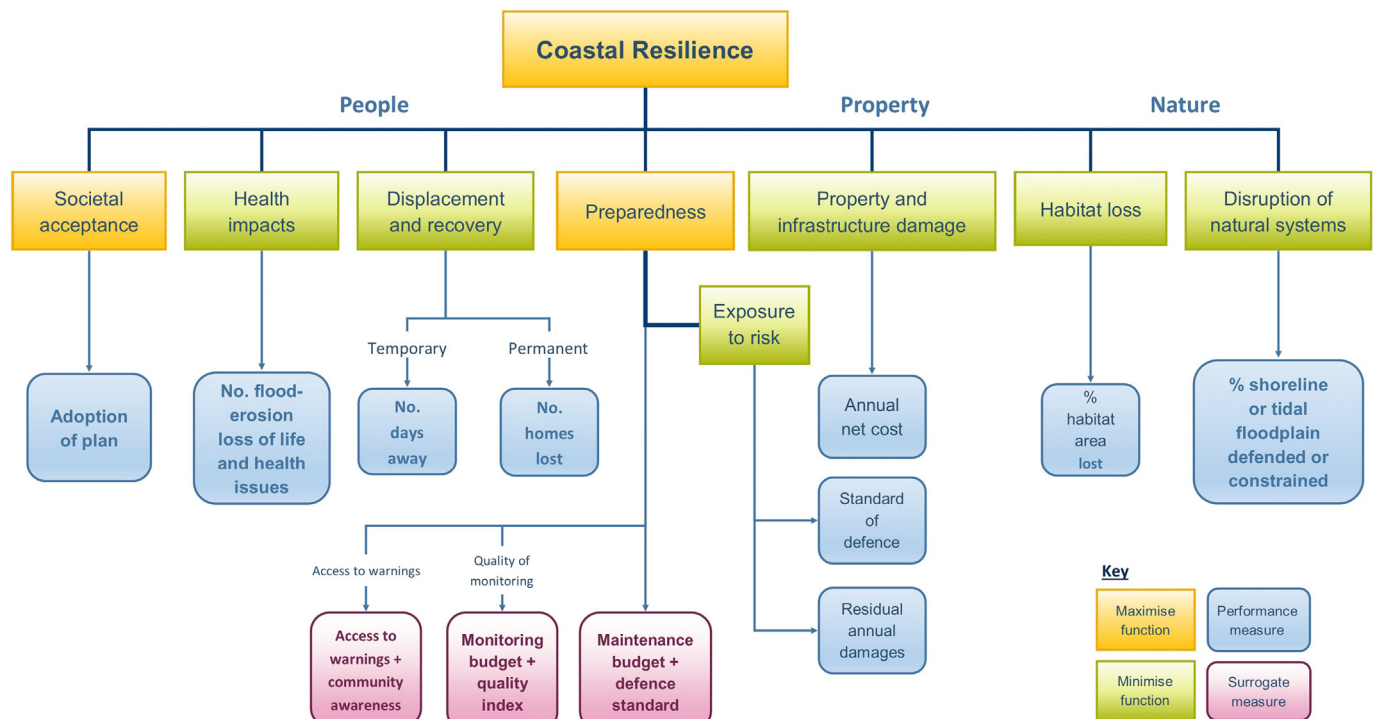 Coastal Resilience
People
Property
Nature
Societal
acceptance
Health
impacts
Displacement
and recovery
Preparedness
Property and
infrastructure damage
Habitat loss
Disruption of
natural systems
Exposure
to risk
Temporary
Permanent
Adoption
of plan
No. flood-
erosion
loss of life
and health
issues
No.
days
away
No.
homes
lost
Annual
net cost
%
habitat
area
lost
% shoreline
or tidal
floodplain
defended or
constrained
Standard
of
defence
Residual
annual
damages
Access to warnings
Quality of
monitoring
Access to
warnings +
community
awareness
Monitoring
budget +
quality
index
Maintenance
budget +
defence
standard
Key
Maximise
function
Performance
measure
Minimise
function
Surrogate
measure